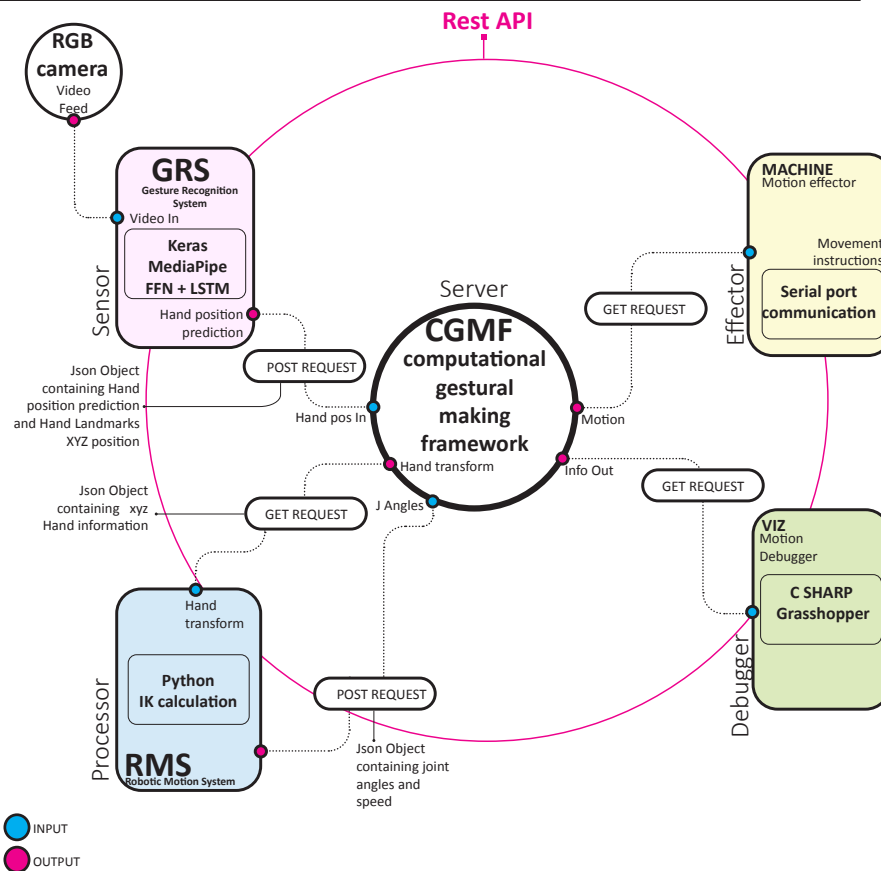 Rest API
RGB
camera
Video
Feed
GRS
Gesture Recognition
System
Video In
Keras
MediaPipe
FFN + LSTM
Hand position
prediction
Sensor
POST REQUEST
Json Object
containing Hand
position prediction
and Hand Landmarks
XYZ position
Server
CGMF
computational
gestural
making
framework
Hand pos In
Hand transform
J Angles
Motion
Info Out
GET REQUEST
MACHINE
Motion effector
Movement
instructions
Serial port
communication
Effector
GET REQUEST
VIZ
Motion
Debugger
C SHARP
Grasshopper
Debugger
Json Object
containing xyz
Hand information
GET REQUEST
Hand
transform
Python
IK calculation
RMS
Robotic Motion System
Processor
POST REQUEST
Json Object
containing joint
angles and
speed
INPUT
OUTPUT